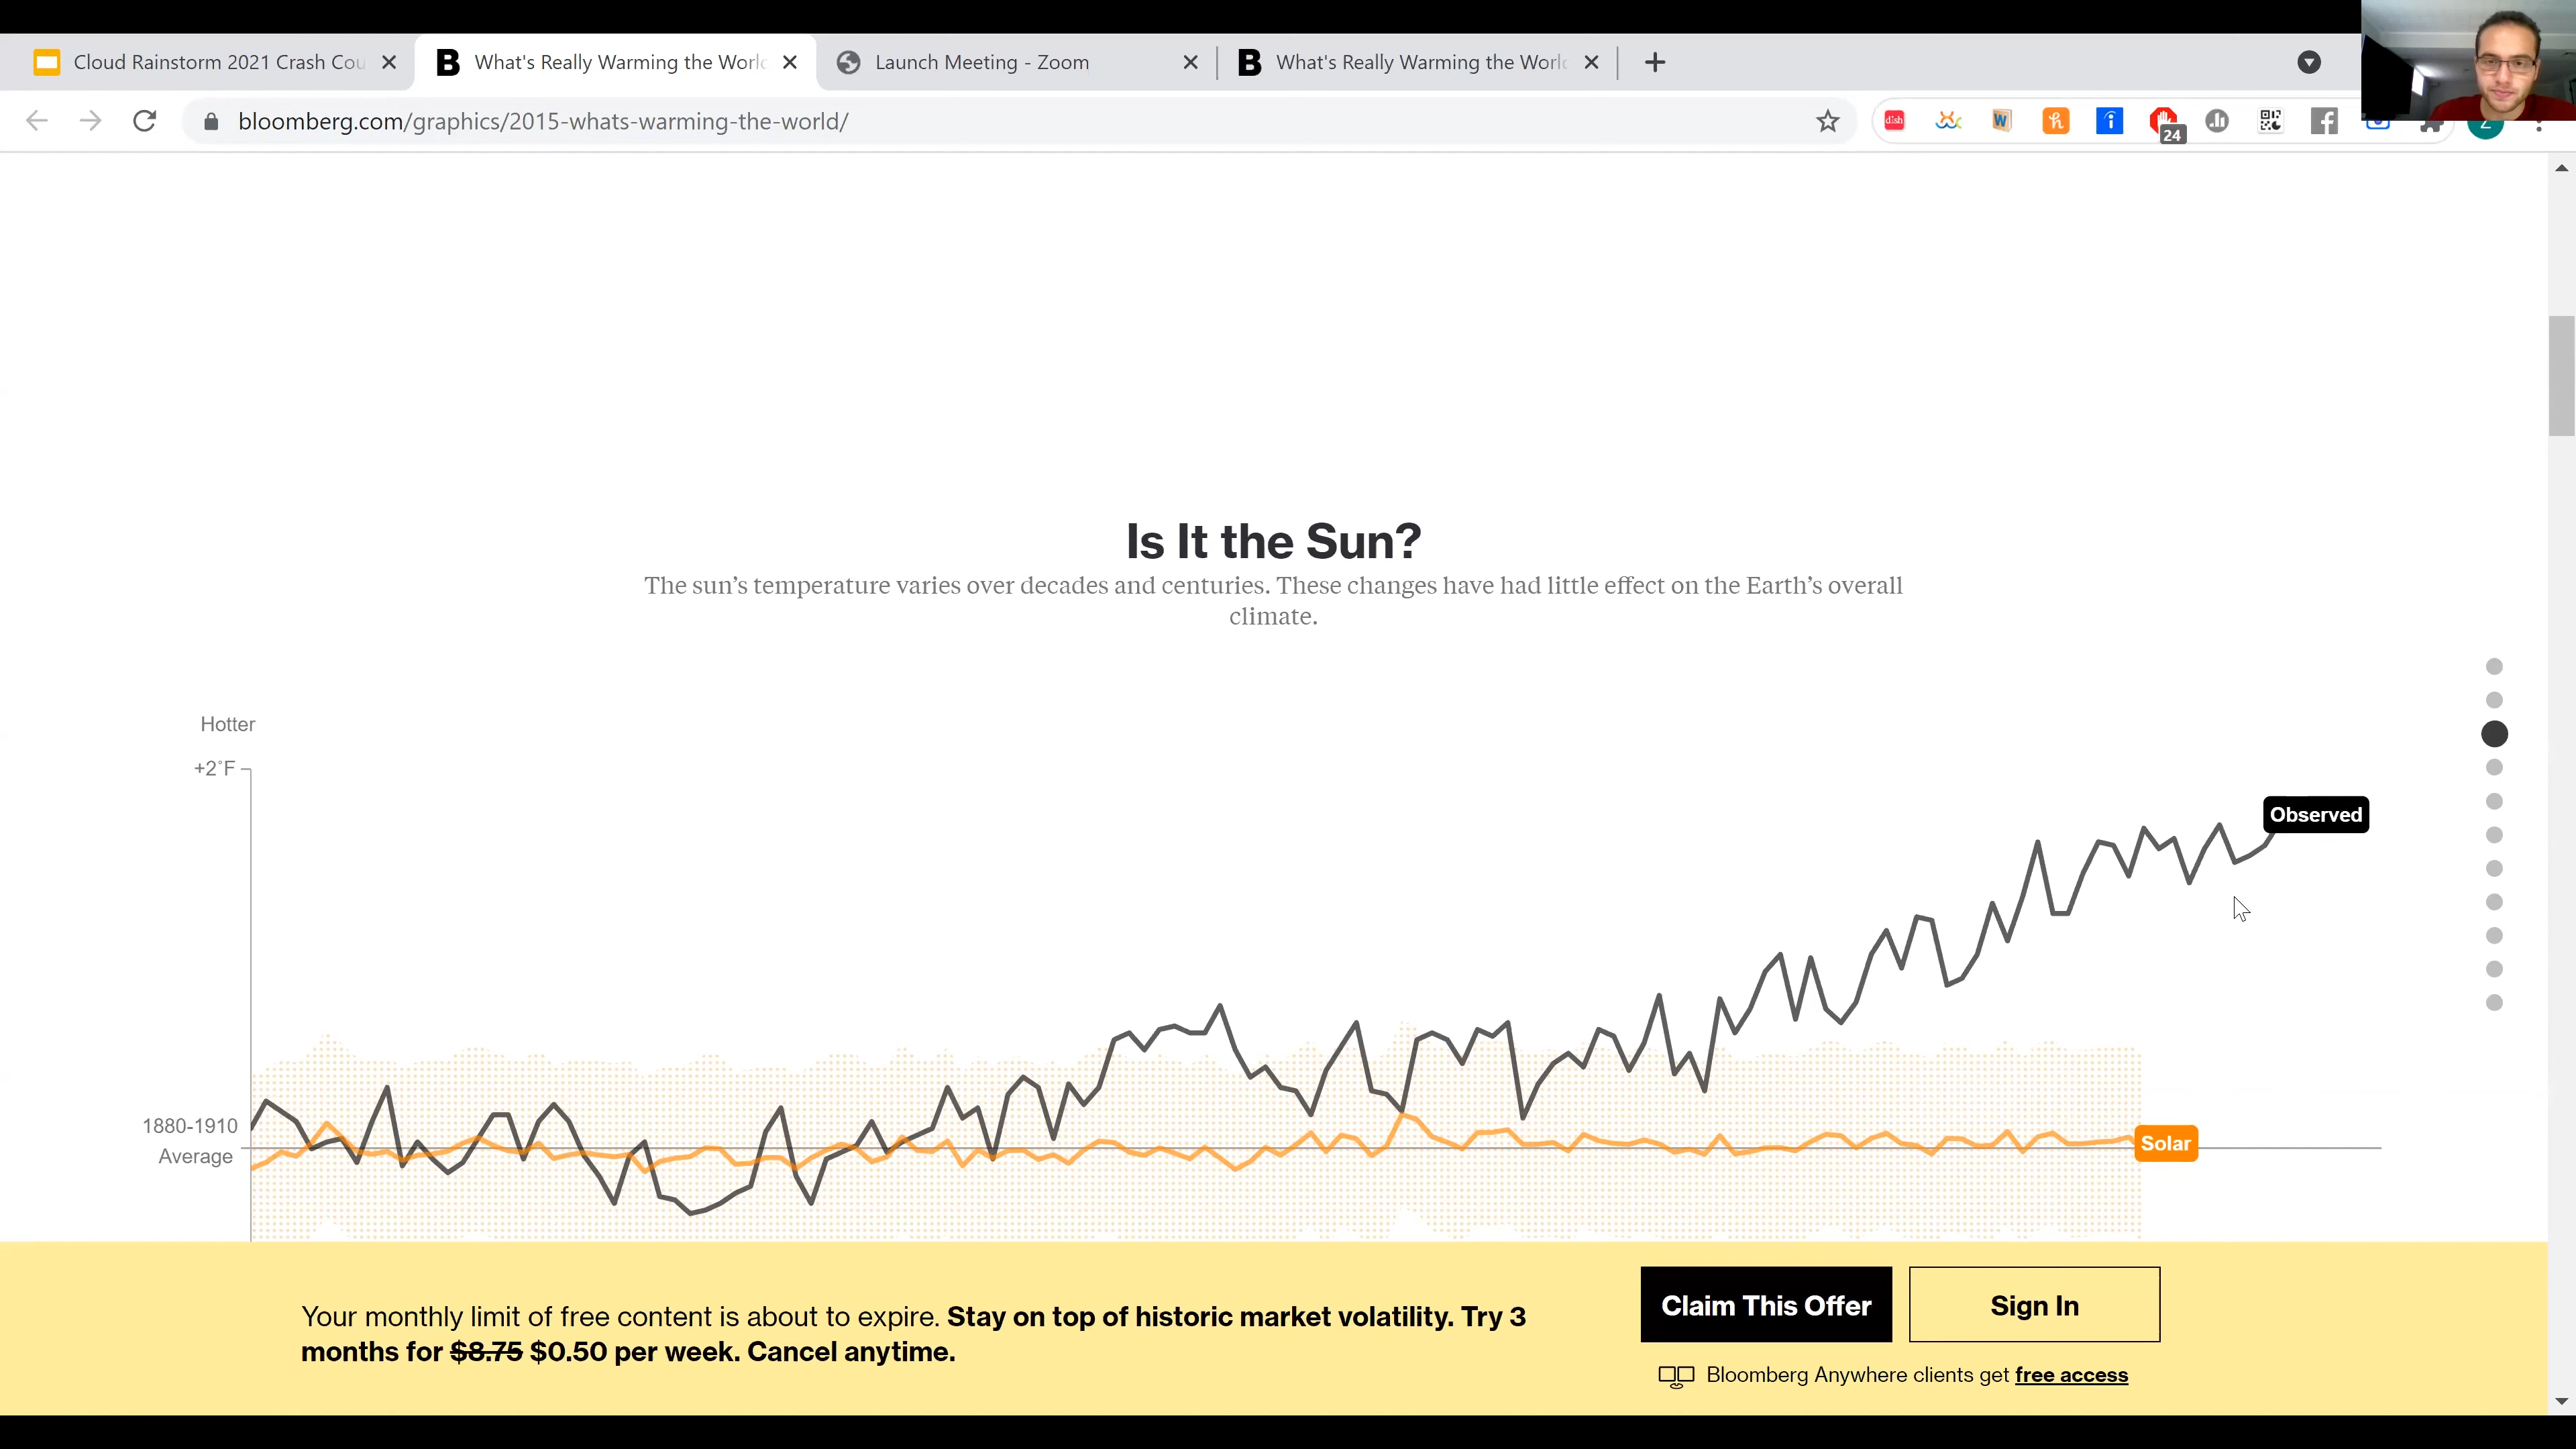 Cloud Rainstorm 2021 Crash Cou
B What's Really Warming the Worl
Launch Meeting - Zoom
B What's Really Warming the Worl
bloomberg.com/graphics/2015-whats-warming-the-world/
dish
W
h
24
Z
Is It the Sun?
The sun’s temperature varies over decades and centuries. These changes have had little effect on the Earth’s overall
climate.
Hotter
+2°F
Observed
1880-1910
Average
Solar
Your monthly limit of free content is about to expire. Stay on top of historic market volatility. Try 3
months for $8.75 $0.50 per week. Cancel anytime.
Claim This Offer
Sign In
Bloomberg Anywhere clients get free access